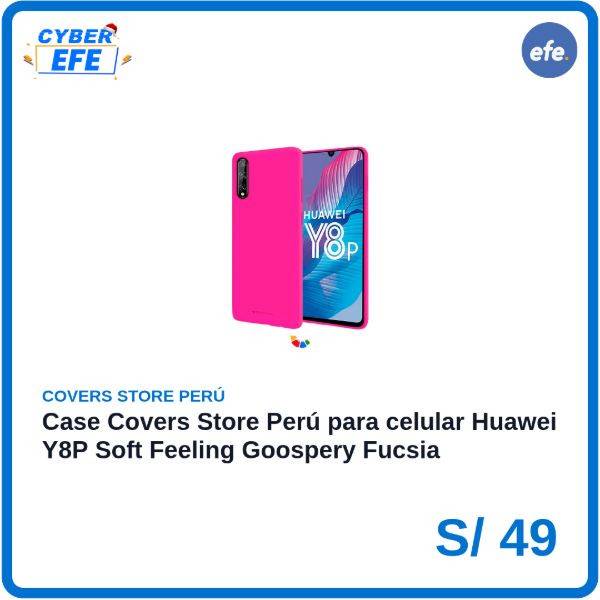 CYBER
EFE
efe.
HUAWEI
Y8P
COVERS STORE PERÚ
Case Covers Store Perú para celular Huawei
Y8P Soft Feeling Goospery Fucsia
S/ 49